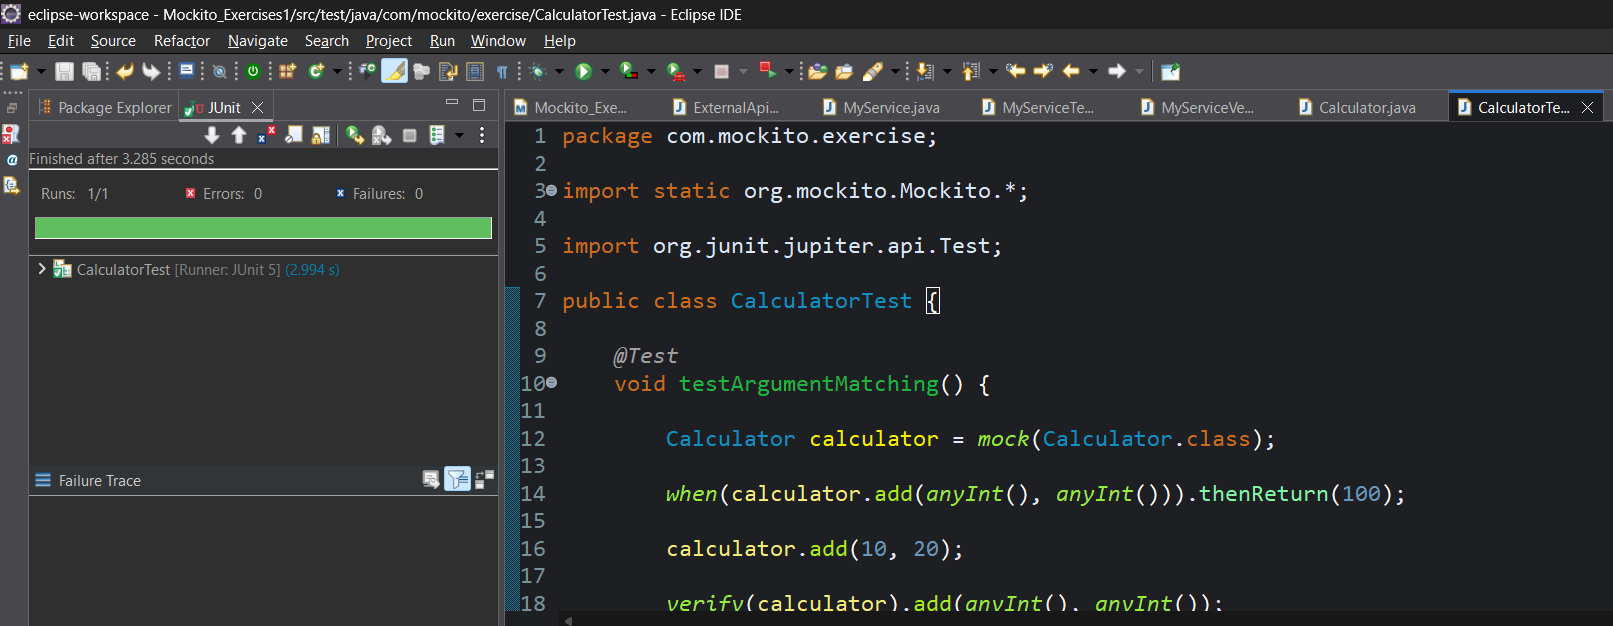 eclipse-workspace - Mockito_Exercises1/src/test/java/com/mockito/exercise/CalculatorTest.java - Eclipse IDE
File Edit Source Refactor Navigate Search Project Run Window Help
Package Explorer JUnit
Mockito_Exe... ExternalApi... MyService.java MyServiceTe... MyServiceVe... Calculator.java CalculatorTe...
Finished after 3.285 seconds
Runs: 1/1 Errors: 0 Failures: 0
CalculatorTest [Runner: JUnit 5] (2.994 s)
Failure Trace
1 package com.mockito.exercise;
2
3 import static org.mockito.Mockito.*;
4
5 import org.junit.jupiter.api.Test;
6
7 public class CalculatorTest {
8
9 @Test
10 void testArgumentMatching() {
11
12 Calculator calculator = mock(Calculator.class);
13
14 when(calculator.add(anyInt(), anyInt())).thenReturn(100);
15
16 calculator.add(10, 20);
17
18 verify(calculator).add(anyInt(), anyInt());